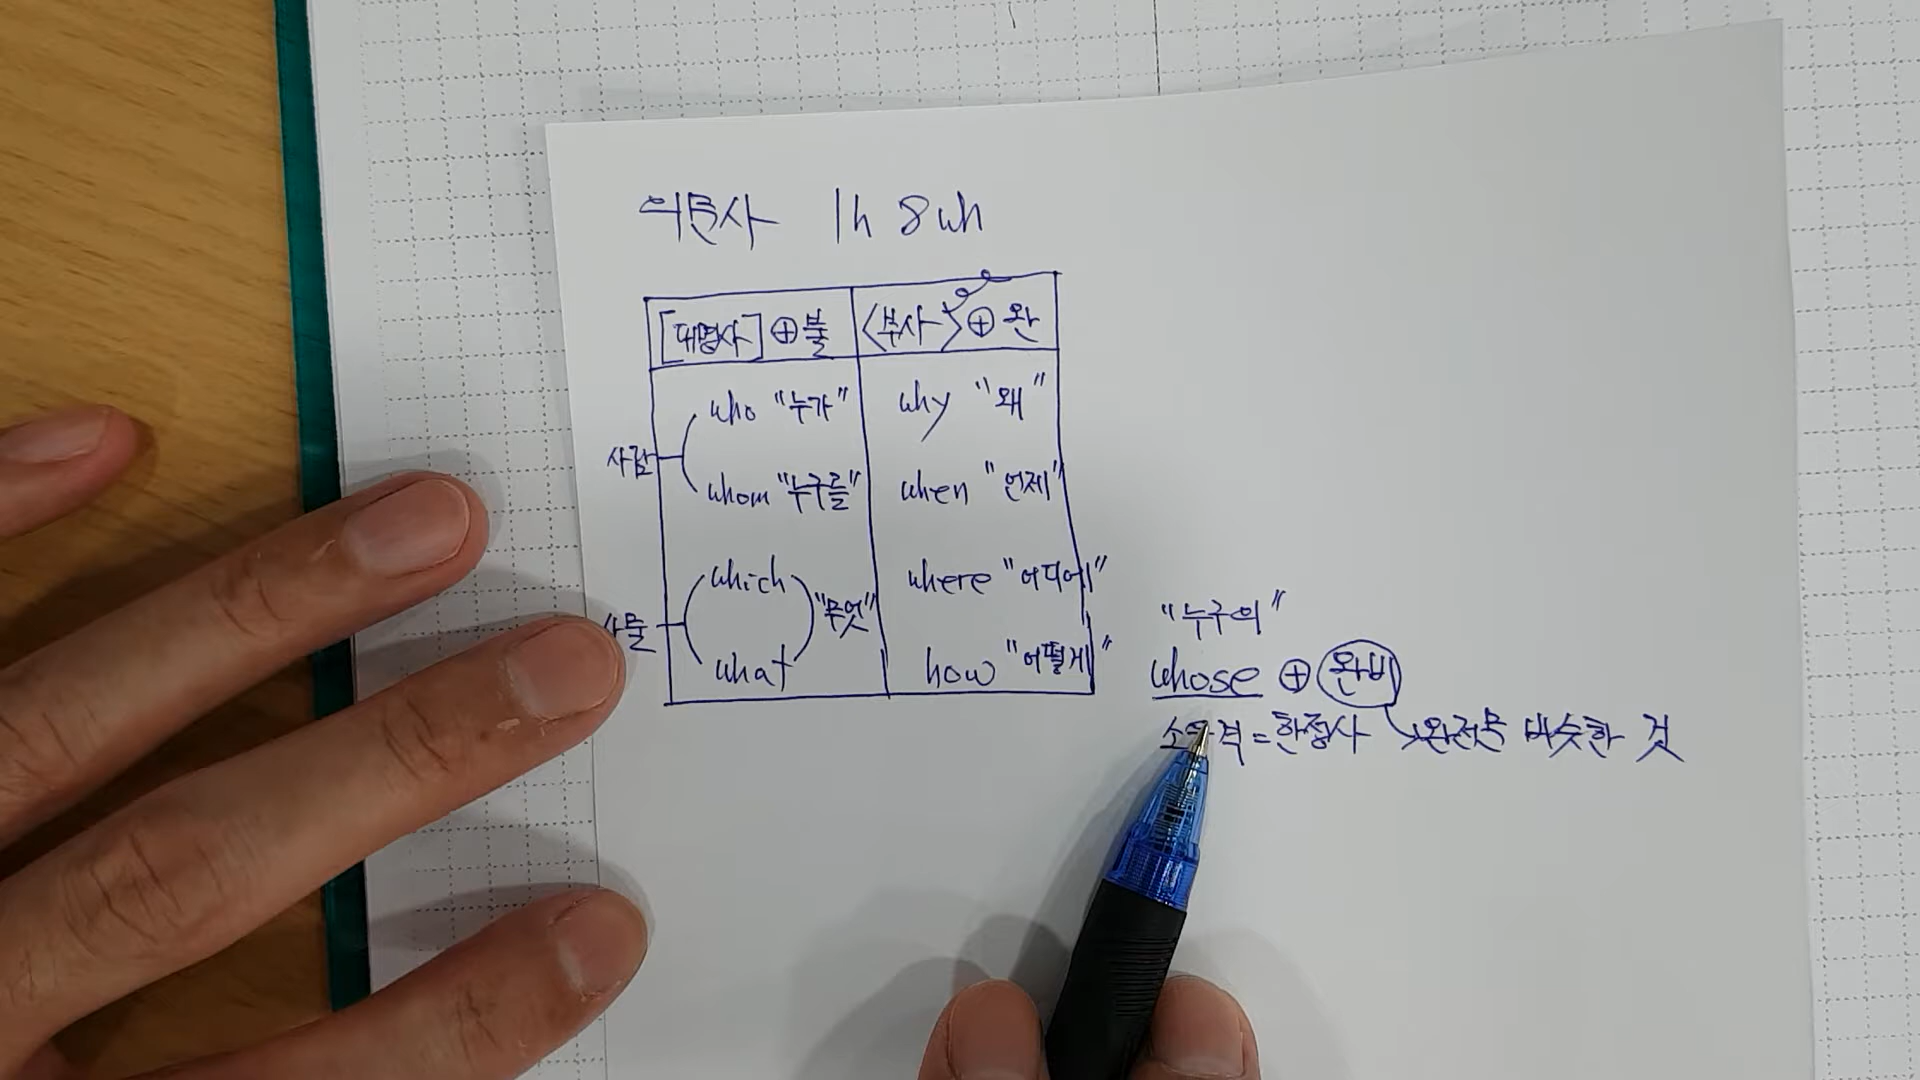 의문사 1h 8wh
[대명사]⊕불 <부사>⊕완
who "누가" why "왜"
사람
whom "누구를" when "언제"
which where "어디에"
사물 "무엇" "누구의"
what how "어떻게" whose ⊕ 완비
소유격=한정사 완전문 비슷한 것